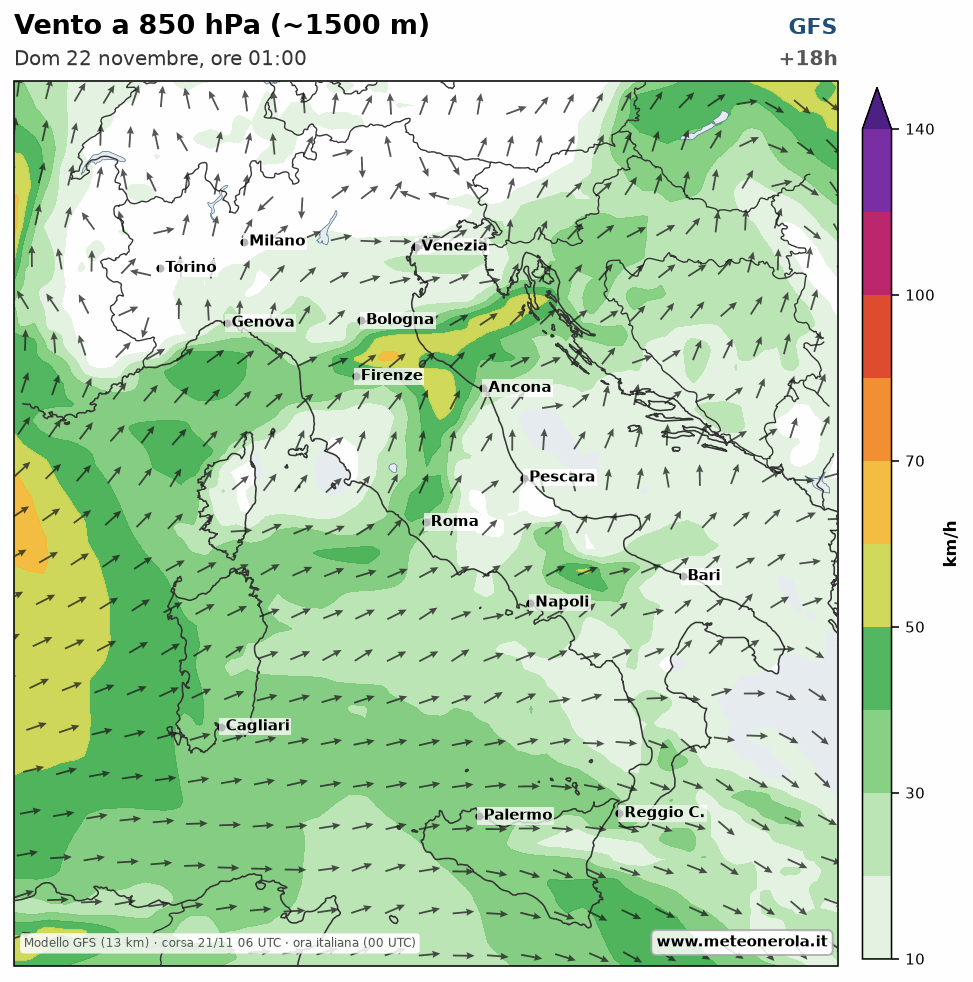 Vento a 850 hPa (~1500 m)
GFS
Dom 22 novembre, ore 01:00
+18h
Milano
Venezia
Torino
Genova
Bologna
Firenze
Ancona
Pescara
Roma
Bari
Napoli
Cagliari
Palermo
Reggio C.
140
100
70
50
30
10
km/h
Modello GFS (13 km) · corsa 21/11 06 UTC · ora italiana (00 UTC)
www.meteonerola.it